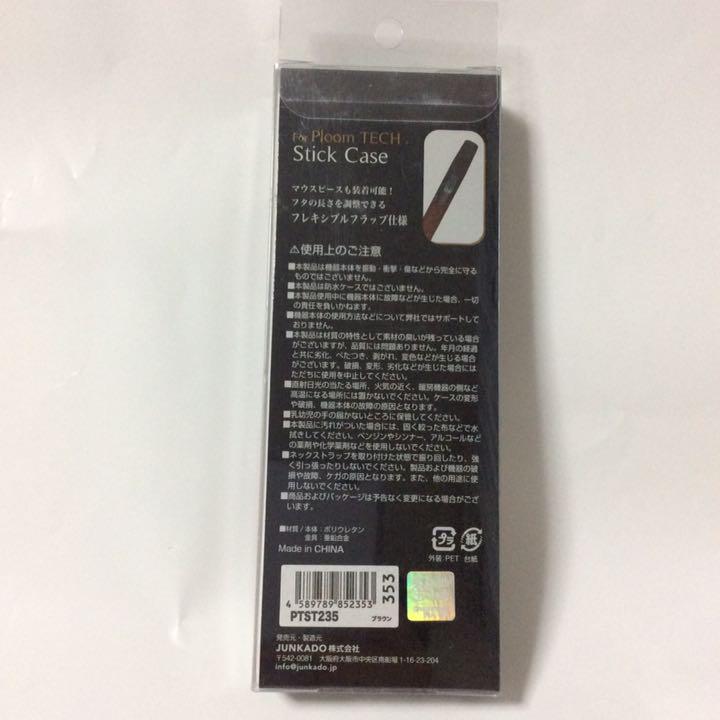 For Ploom TECH.
Stick Case
マウスピースも装着可能!
フタの長さを調整できる
フレキシブルフラップ仕様
⚠使用上のご注意
■本製品は機器本体を振動・衝撃・傷などから完全に守る
ものではございません。
■本製品は防水ケースではございません。
■本製品使用中に機器本体に故障などが生じた場合、一切
の責任を負いかねます。
■機器本体の使用方法などについて弊社ではサポートして
おりません。
■本製品は材質の特性として素材の臭いが残っている場合
がございますが、品質には問題ありません。年月の経過
と共に劣化、べたつき、剥がれ、変色などが生じる場合
がございます。破損、変形、劣化などが生じた場合には
ただちに使用を中止してください。
■直射日光の当たる場所、火気の近く、暖房機器の側など
高温になる場所には置かないでください。ケースの変形
や破損、機器本体の故障の原因となります。
■乳幼児の手の届かないところに保管してください。
■本製品に汚れがついた場合には、固く絞った布などで水
拭きしてください。ベンジンやシンナー、アルコールなど
の薬剤や化学薬剤などを使用しないでください。
■ネックストラップを取り付けた状態で振り回したり、強
く引っ張ったりしないでください。製品および機器の破
損や故障、ケガの原因となります。また、他の用途に使
用しないでください。
■商品およびパッケージは予告なく変更になる場合がござ
います。
■材質/本体:ポリウレタン
金具:亜鉛合金
Made in CHINA
プラ
紙
外装:PET 台紙
4 589789 852353
353
PTST235
ブラウン
発売元・製造元
JUNKADO株式会社
〒542-0081 大阪府大阪市中央区南船場1-16-23-204
info@junkado.jp